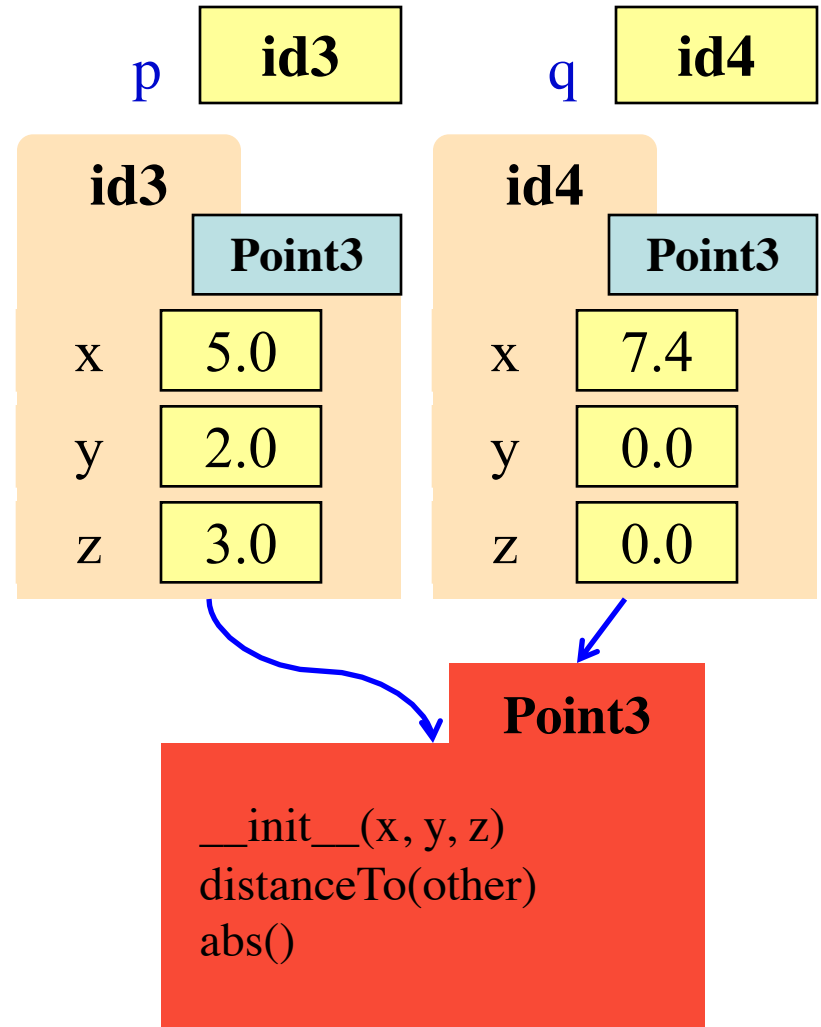 p id3
q id4
id3
Point3
x 5.0
y 2.0
z 3.0
id4
Point3
x 7.4
y 0.0
z 0.0
Point3
__init__(x, y, z)
distanceTo(other)
abs()